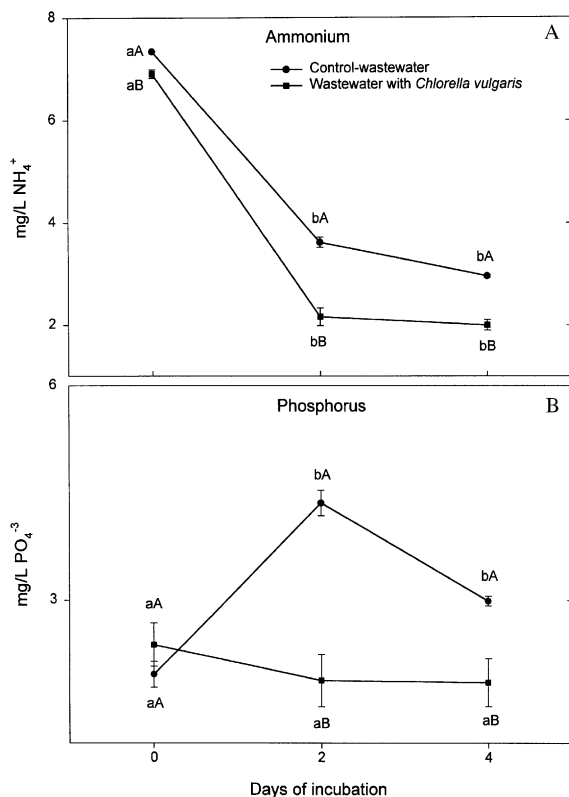 8
Ammonium
A
aA
Control-wastewater
aB
Wastewater with Chlorella vulgaris
6
mg/L NH₄⁺
bA
4
bA
2
bB
bB
6
Phosphorus
B
bA
mg/L PO₄⁻³
bA
3
aA
aA
aB
aB
0
2
4
Days of incubation